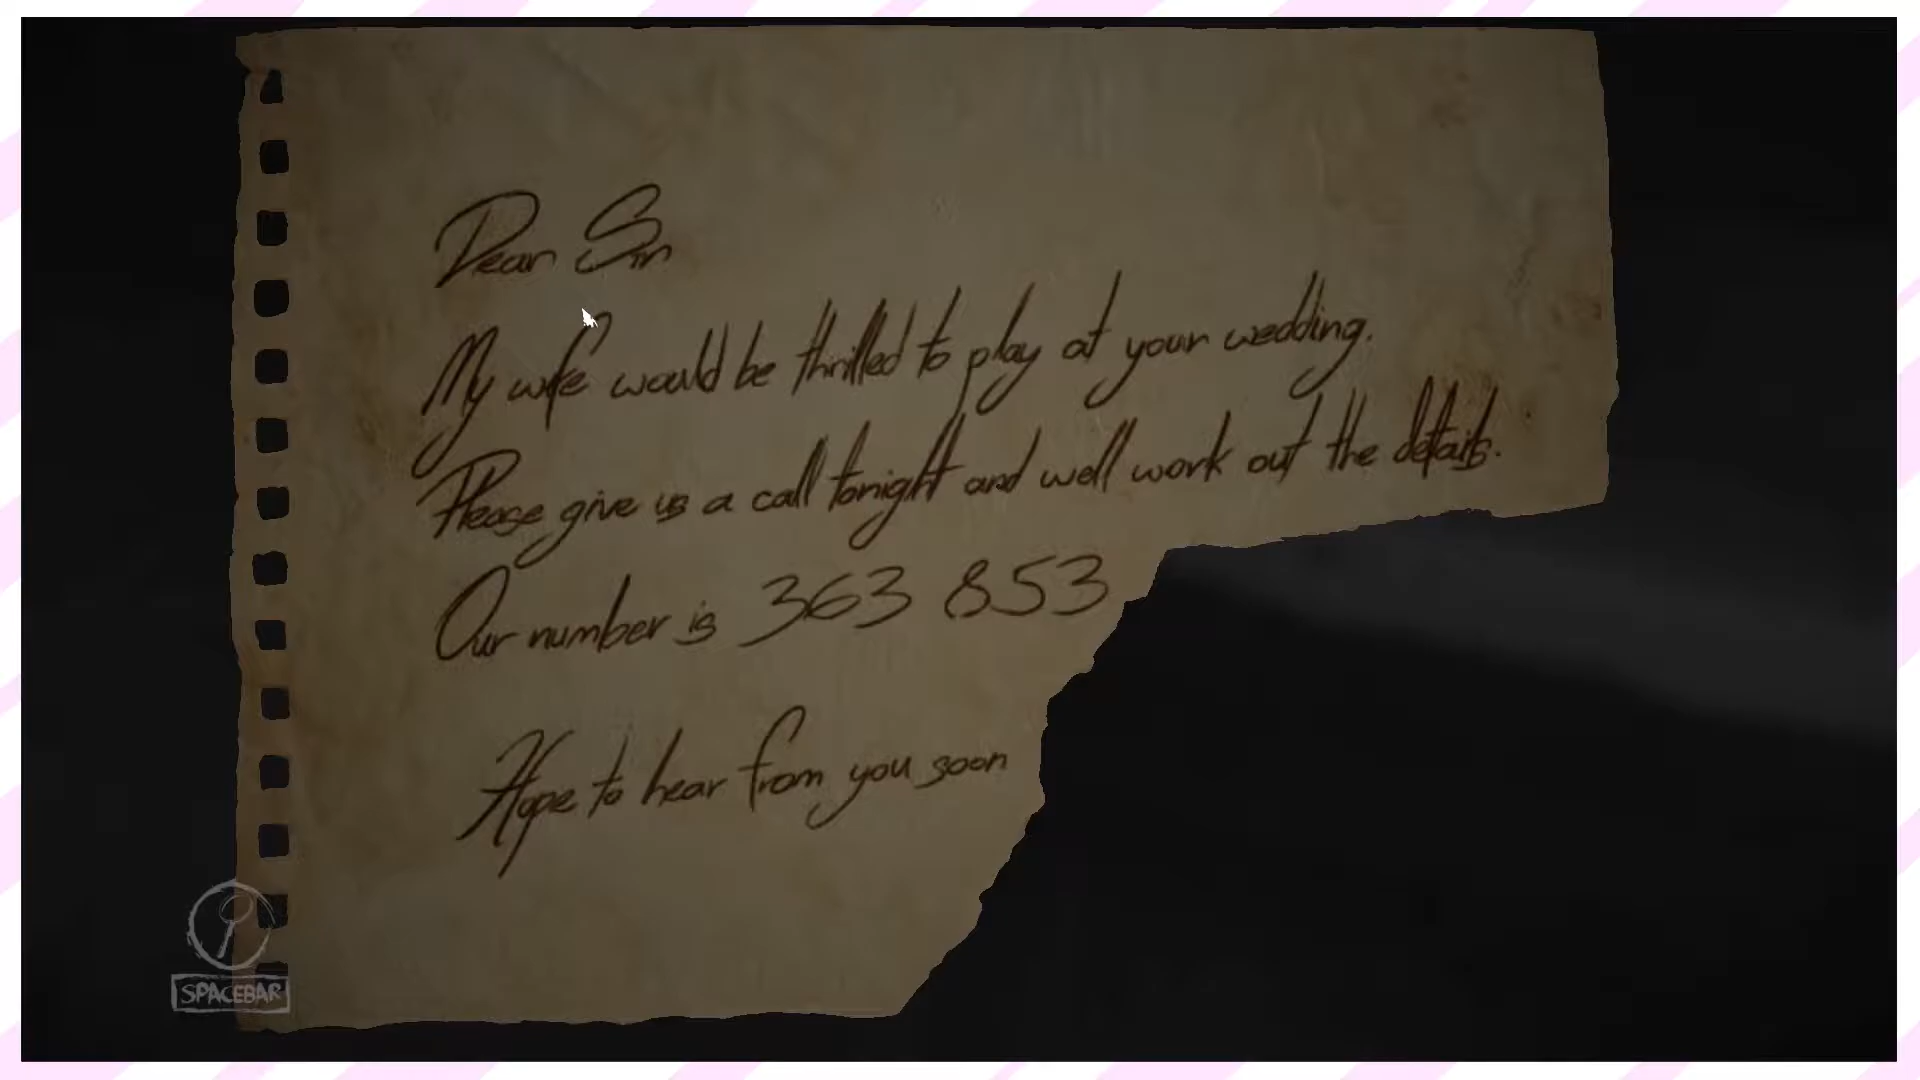 Dear Sir
My wife would be thrilled to play at your wedding.
Please give us a call tonight and well work out the details.
Our number is 363 853
Hope to hear from you soon
SPACEBAR